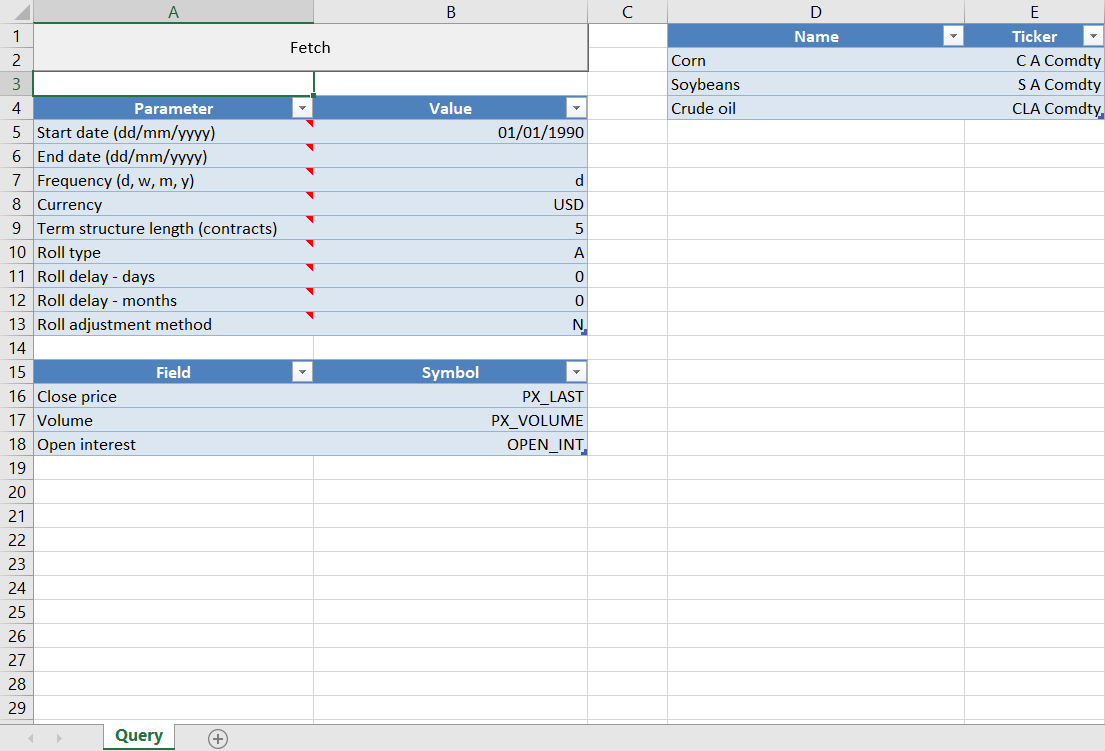 A B C D E
1 Fetch Name Ticker
2 Corn C A Comdty
3 Soybeans S A Comdty
4 Parameter Value Crude oil CLA Comdty
5 Start date (dd/mm/yyyy) 01/01/1990
6 End date (dd/mm/yyyy)
7 Frequency (d, w, m, y) d
8 Currency USD
9 Term structure length (contracts) 5
10 Roll type A
11 Roll delay - days 0
12 Roll delay - months 0
13 Roll adjustment method N
14
15 Field Symbol
16 Close price PX_LAST
17 Volume PX_VOLUME
18 Open interest OPEN_INT
19
20
21
22
23
24
25
26
27
28
29
Query